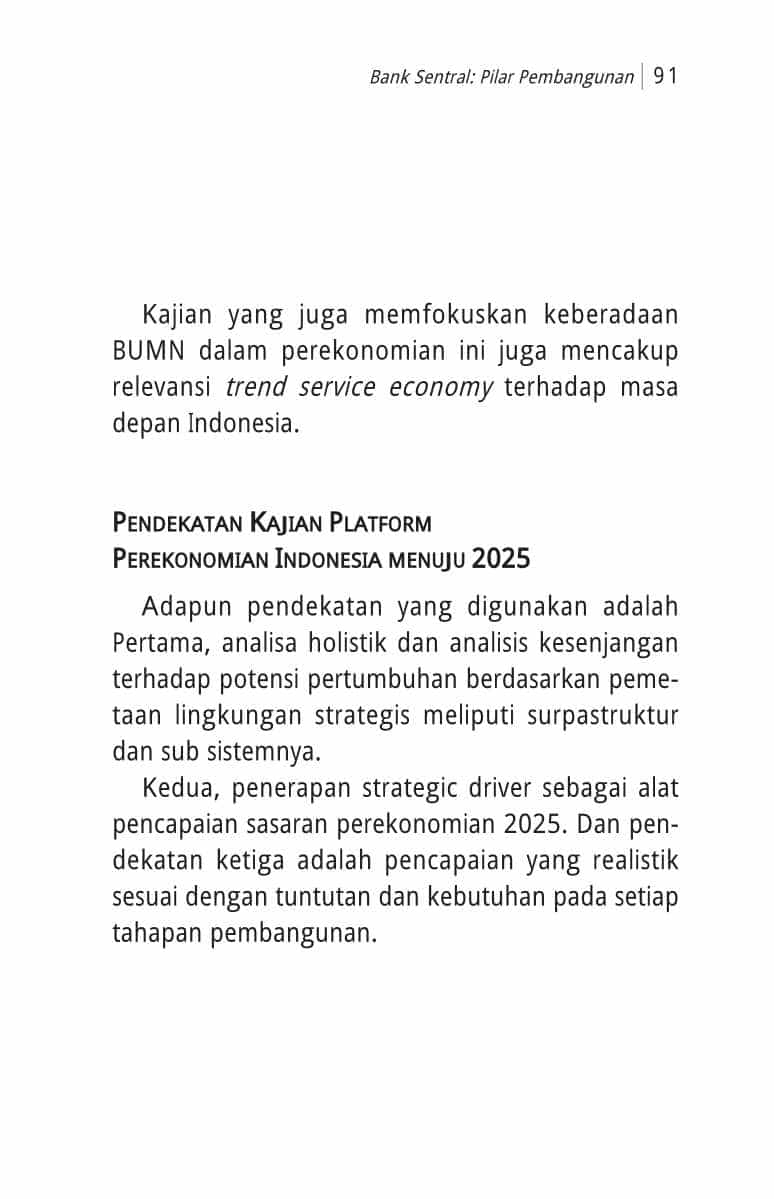 Bank Sentral: Pilar Pembangunan 91
Kajian yang juga memfokuskan keberadaan
BUMN dalam perekonomian ini juga mencakup
relevansi trend service economy terhadap masa
depan Indonesia.
PENDEKATAN KAJIAN PLATFORM
PEREKONOMIAN INDONESIA MENUJU 2025
Adapun pendekatan yang digunakan adalah
Pertama, analisa holistik dan analisis kesenjangan
terhadap potensi pertumbuhan berdasarkan peme-
taan lingkungan strategis meliputi surpastruktur
dan sub sistemnya.
Kedua, penerapan strategic driver sebagai alat
pencapaian sasaran perekonomian 2025. Dan pen-
dekatan ketiga adalah pencapaian yang realistik
sesuai dengan tuntutan dan kebutuhan pada setiap
tahapan pembangunan.